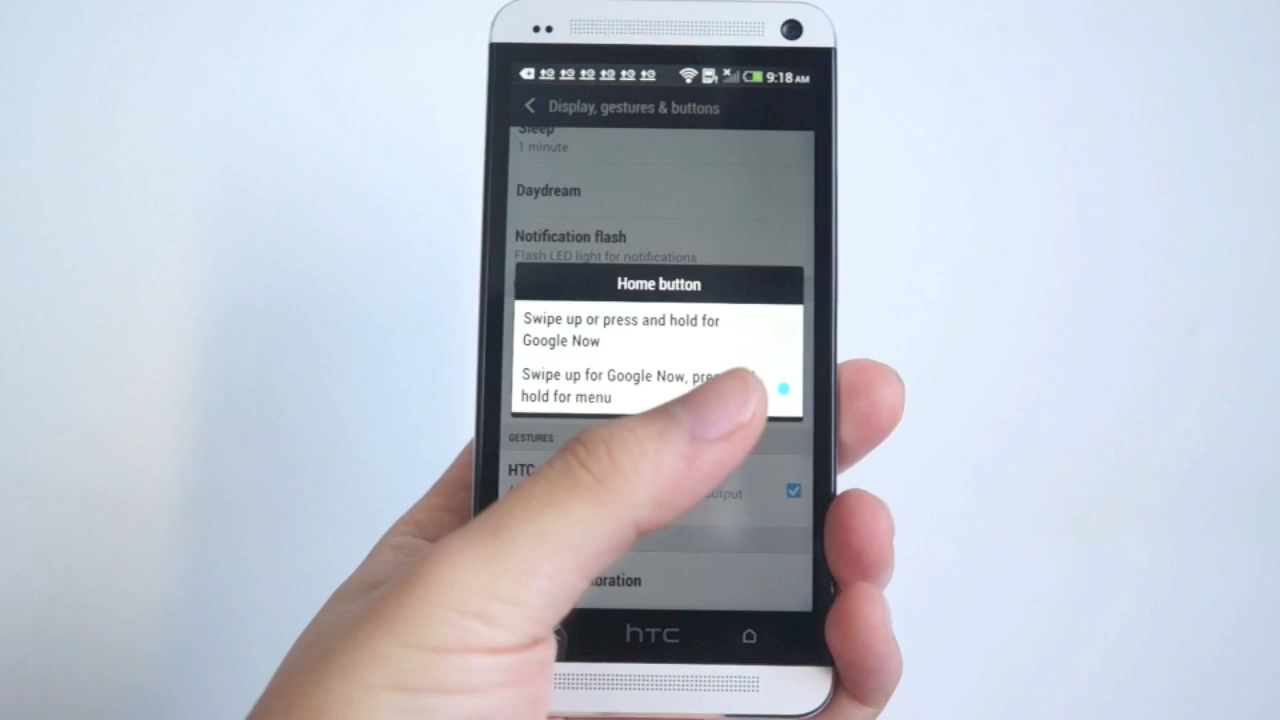 9:18 AM
Display, gestures & buttons
Sleep
1 minute
Daydream
Notification flash
Flash LED light for notifications
Home button
Swipe up or press and hold for
Google Now
Swipe up for Google Now,
hold for menu
GESTURES
HTC
output
hTC